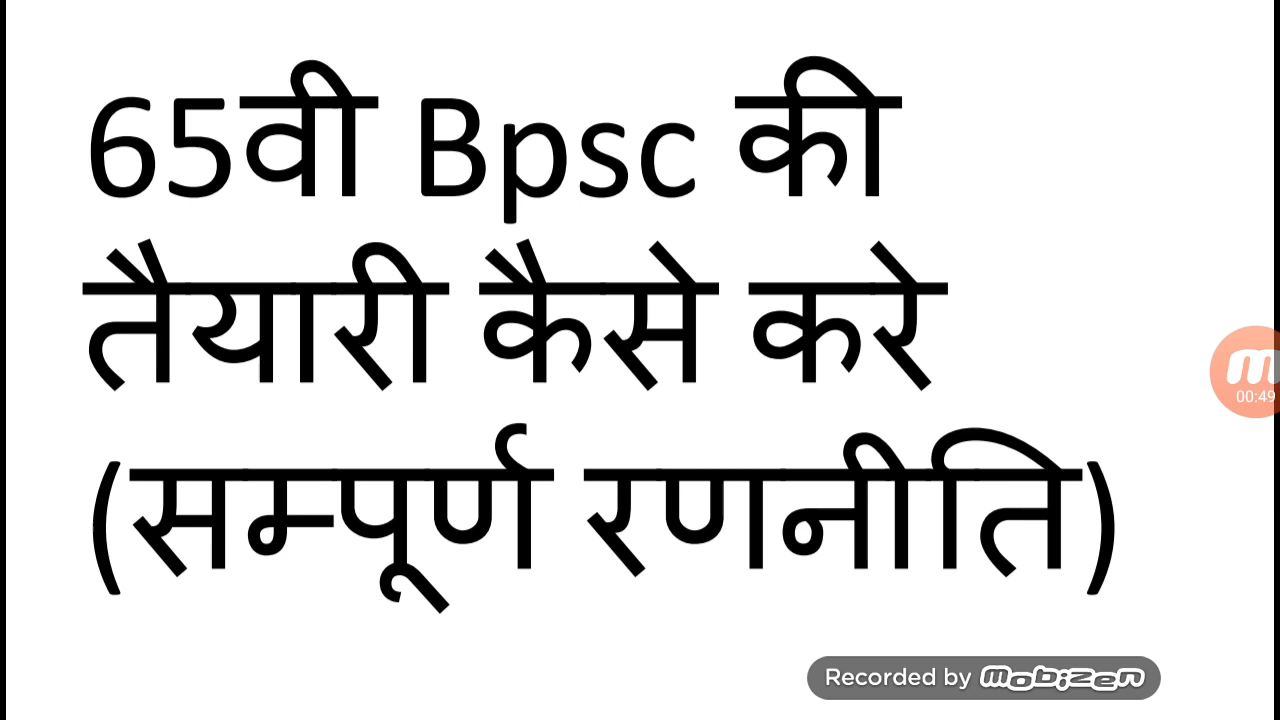 65वी Bpsc की
तैयारी कैसे करे
(सम्पूर्ण रणनीति)
00:49
Recorded by mobizen